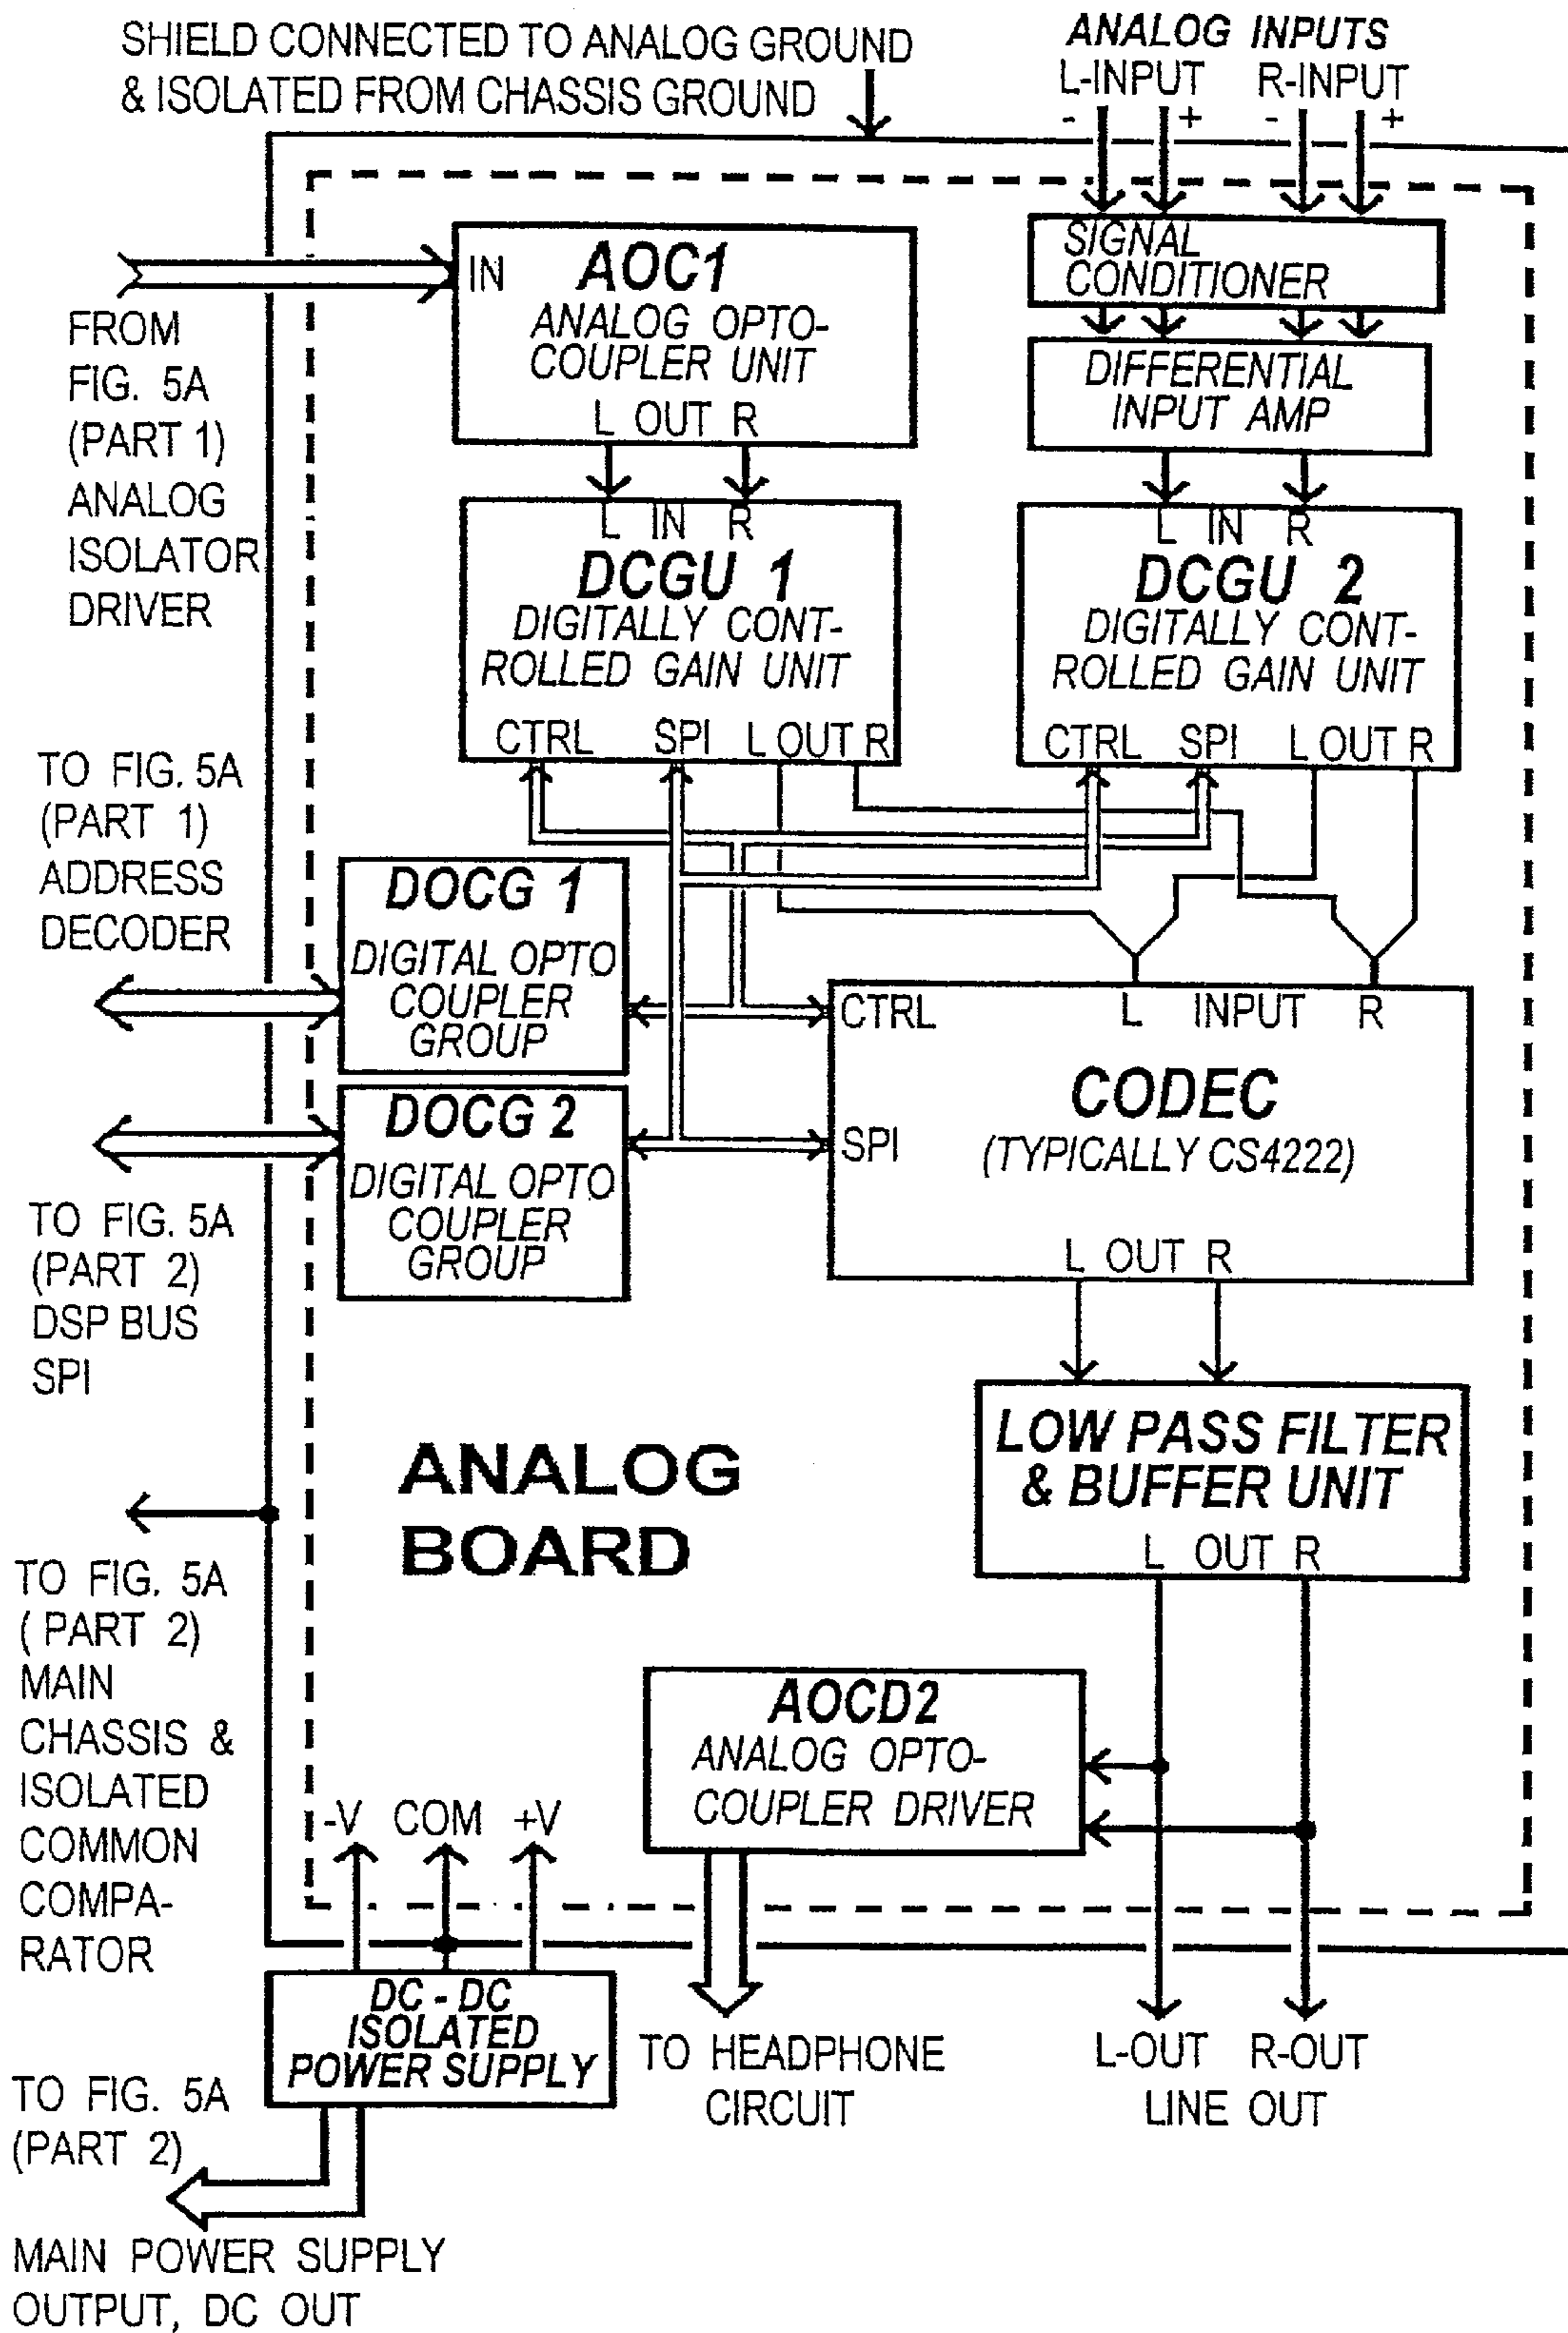 SHIELD CONNECTED TO ANALOG GROUND
& ISOLATED FROM CHASSIS GROUND
ANALOG INPUTS
L-INPUT R-INPUT
- + - +
SIGNAL
CONDITIONER
DIFFERENTIAL
INPUT AMP
IN AOC1
ANALOG OPTO-
COUPLER UNIT
L OUT R
FROM
FIG. 5A
(PART 1)
ANALOG
ISOLATOR
DRIVER
L IN R
DCGU 1
DIGITALLY CONT-
ROLLED GAIN UNIT
CTRL SPI L OUT R
L IN R
DCGU 2
DIGITALLY CONT-
ROLLED GAIN UNIT
CTRL SPI L OUT R
TO FIG. 5A
(PART 1)
ADDRESS
DECODER
DOCG 1
DIGITAL OPTO
COUPLER
GROUP
DOCG 2
DIGITAL OPTO
COUPLER
GROUP
CTRL L INPUT R
CODEC
SPI (TYPICALLY CS4222)
L OUT R
TO FIG. 5A
(PART 2)
DSP BUS
SPI
LOW PASS FILTER
& BUFFER UNIT
L OUT R
ANALOG
BOARD
TO FIG. 5A
( PART 2)
MAIN
CHASSIS &
ISOLATED
COMMON
COMPA-
RATOR
AOCD2
ANALOG OPTO-
COUPLER DRIVER
-V COM +V
DC - DC
ISOLATED
POWER SUPPLY
TO HEADPHONE
CIRCUIT
L-OUT R-OUT
LINE OUT
TO FIG. 5A
(PART 2)
MAIN POWER SUPPLY
OUTPUT, DC OUT